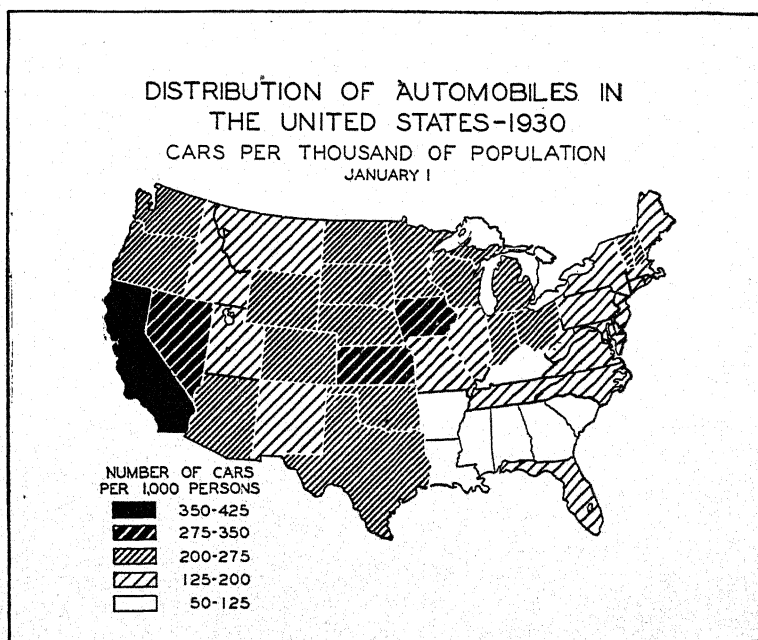 DISTRIBUTION OF AUTOMOBILES IN
THE UNITED STATES-1930
CARS PER THOUSAND OF POPULATION
JANUARY 1
NUMBER OF CARS
PER 1,000 PERSONS
350-425
275-350
200-275
125-200
50-125